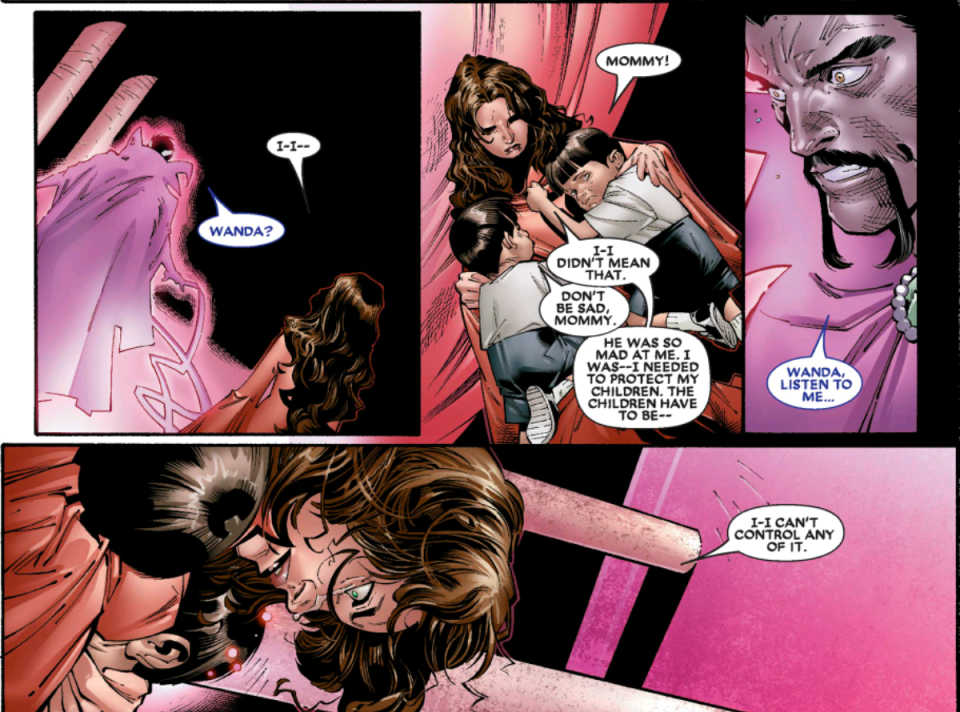 WANDA?
I-I--
MOMMY!
I-I
DIDN'T MEAN
THAT.
DON'T
BE SAD,
MOMMY.
HE WAS SO
MAD AT ME. I
WAS--I NEEDED
TO PROTECT MY
CHILDREN. THE
CHILDREN HAVE
TO BE--
WANDA,
LISTEN TO
ME...
I-I CAN'T
CONTROL ANY
OF IT.